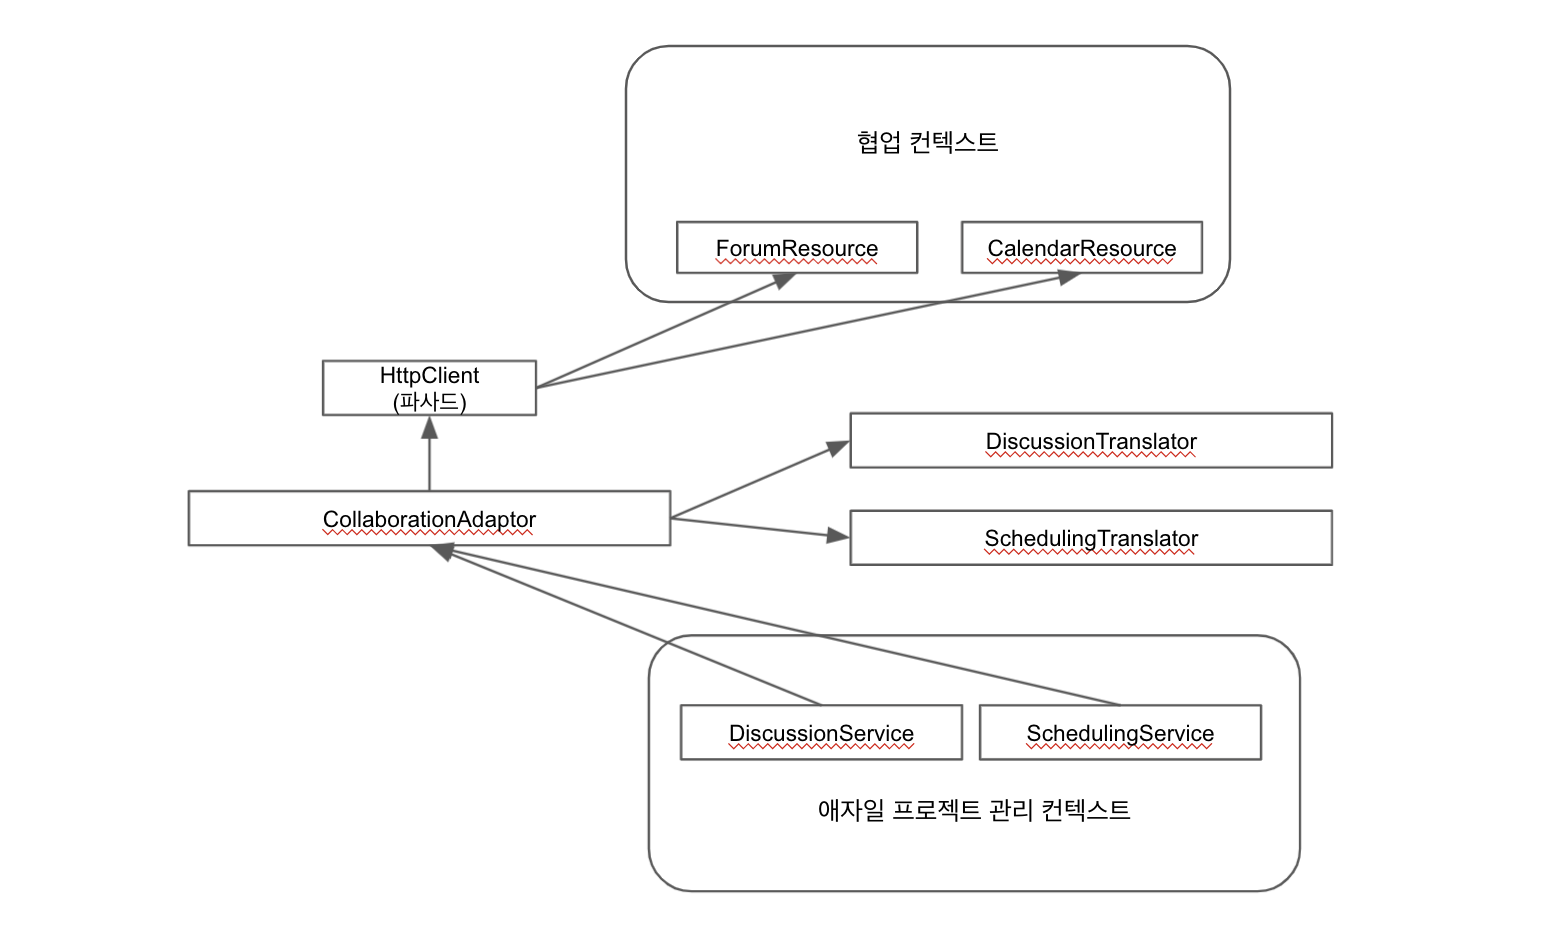 협업 컨텍스트
ForumResource
CalendarResource
HttpClient
(파사드)
DiscussionTranslator
CollaborationAdaptor
SchedulingTranslator
DiscussionService
SchedulingService
애자일 프로젝트 관리 컨텍스트